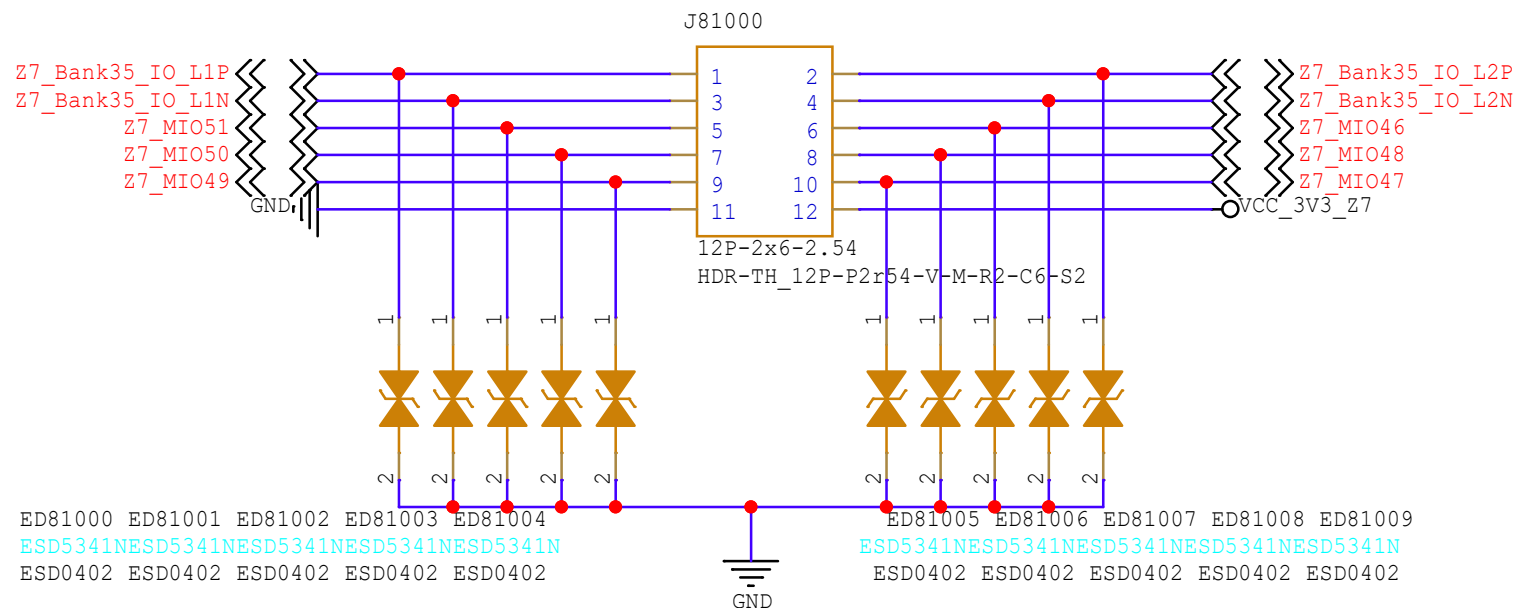 J81000
Z7_Bank35_IO_L1P 1 2 Z7_Bank35_IO_L2P
Z7_Bank35_IO_L1N 3 4 Z7_Bank35_IO_L2N
Z7_MIO51 5 6 Z7_MIO46
Z7_MIO50 7 8 Z7_MIO48
Z7_MIO49 9 10 Z7_MIO47
GND 11 12 VCC_3V3_Z7
12P-2x6-2.54
HDR-TH_12P-P2r54-V-M-R2-C6-S2
1 1 1 1 1 1 1 1 1 1
2 2 2 2 2 2 2 2 2 2
ED81000 ED81001 ED81002 ED81003 ED81004 ED81005 ED81006 ED81007 ED81008 ED81009
ESD5341NESD5341NESD5341NESD5341NESD5341N ESD5341NESD5341NESD5341NESD5341NESD5341N
ESD0402 ESD0402 ESD0402 ESD0402 ESD0402 ESD0402 ESD0402 ESD0402 ESD0402 ESD0402
GND